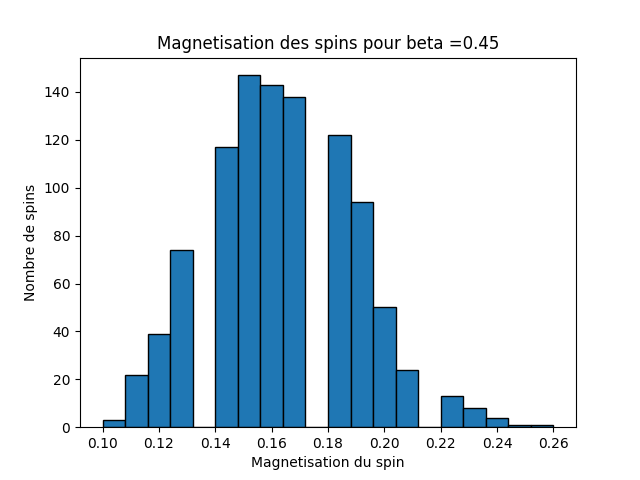 Magnetisation des spins pour beta =0.45
Nombre de spins
140
120
100
80
60
40
20
0
0.10 0.12 0.14 0.16 0.18 0.20 0.22 0.24 0.26
Magnetisation du spin